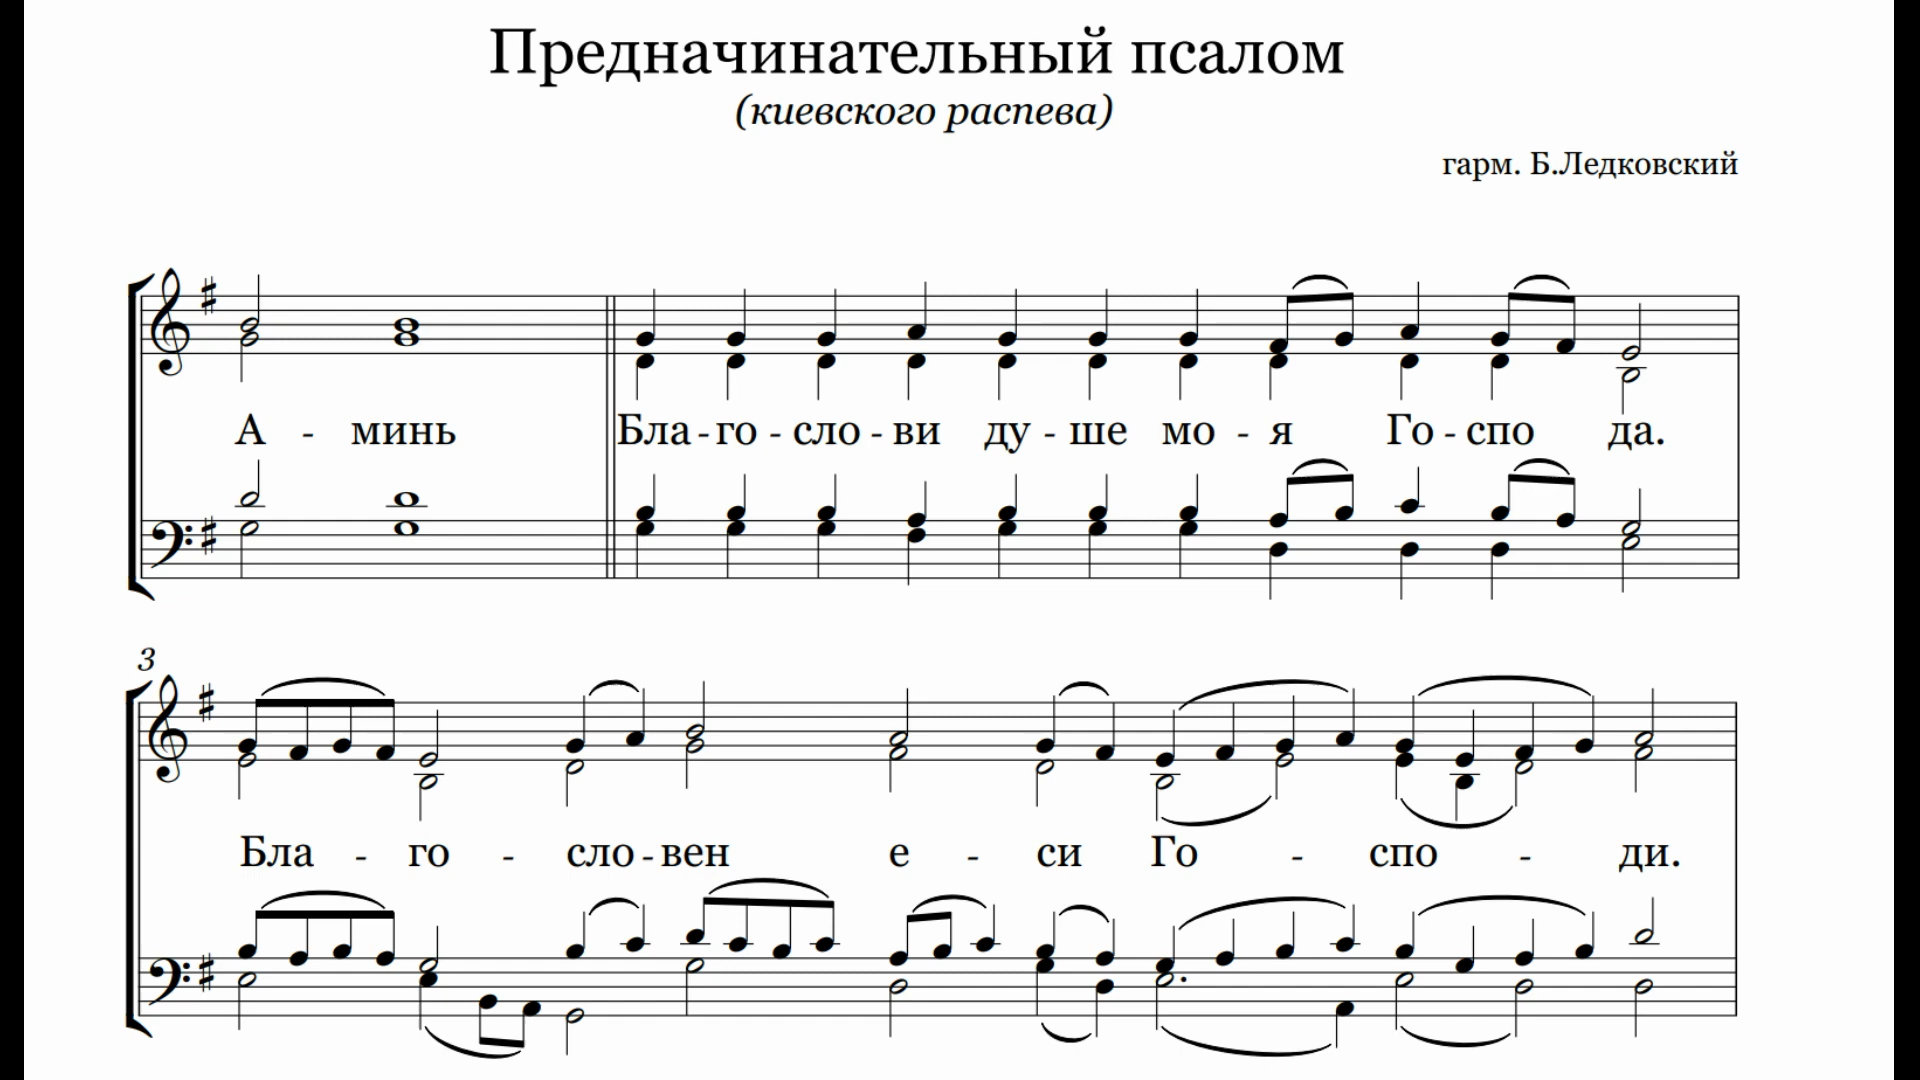 Предначинательный псалом
(киевского распева)
гарм. Б.Ледковский
А - минь Бла-го - сло - ви ду - ше мо - я Го - спо да.
3
Бла - го - сло-вен е - си Го - спо - ди.